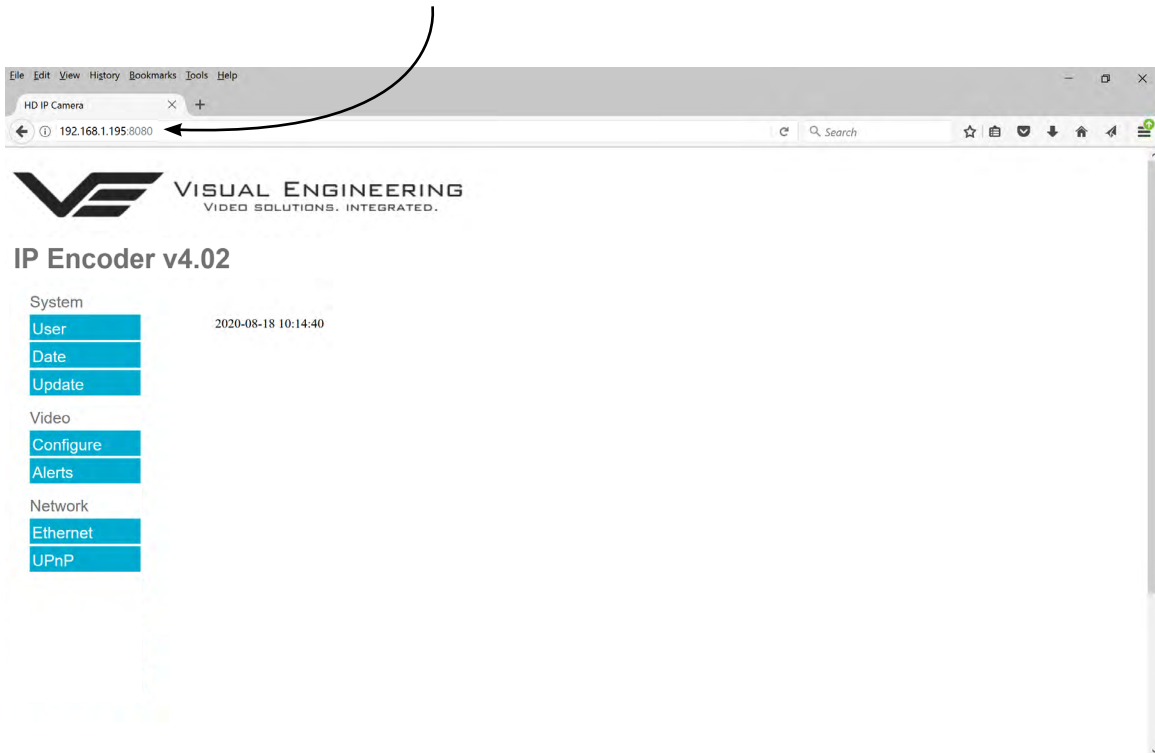 File Edit View History Bookmarks Tools Help
HD IP Camera
192.168.1.195:8080
Search
VE VISUAL ENGINEERING
VIDEO SOLUTIONS. INTEGRATED.
IP Encoder v4.02
System
User
2020-08-18 10:14:40
Date
Update
Video
Configure
Alerts
Network
Ethernet
UPnP